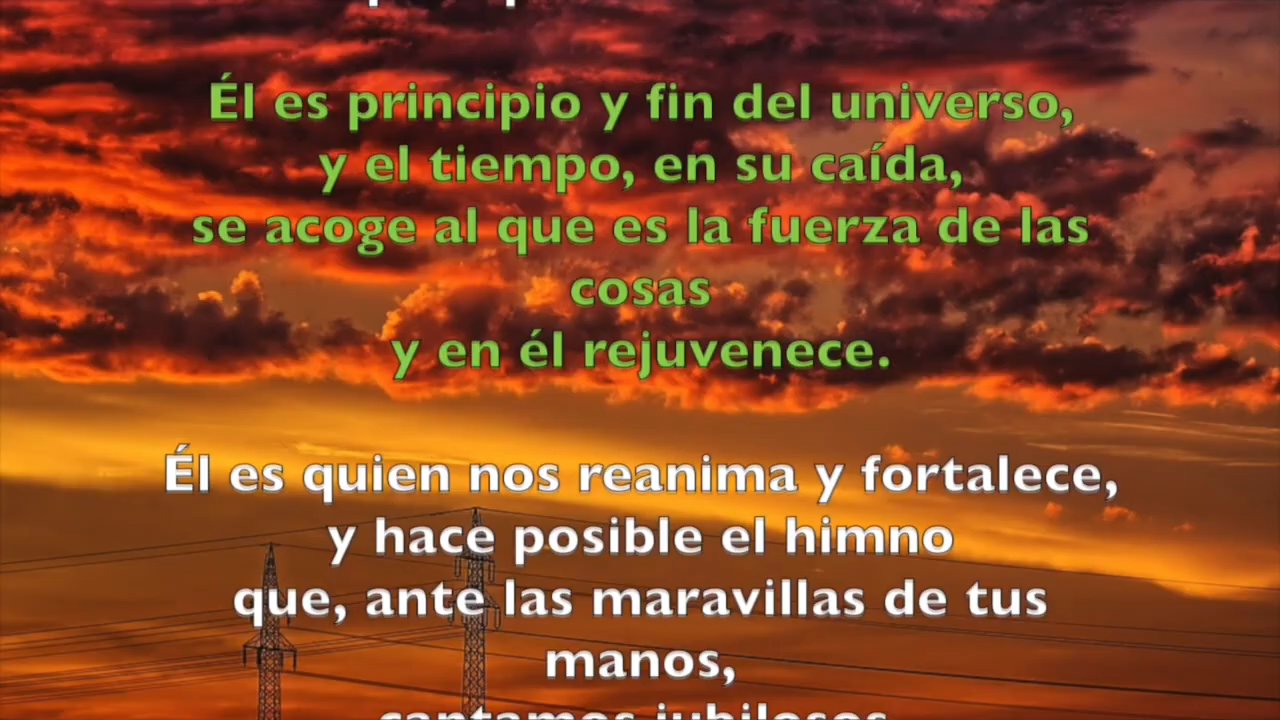 Él es principio y fin del universo,
y el tiempo, en su caída,
se acoge al que es la fuerza de las
cosas
y en él rejuvenece.
Él es quien nos reanima y fortalece,
y hace posible el himno
que, ante las maravillas de tus
manos,
cantamos jubilosos